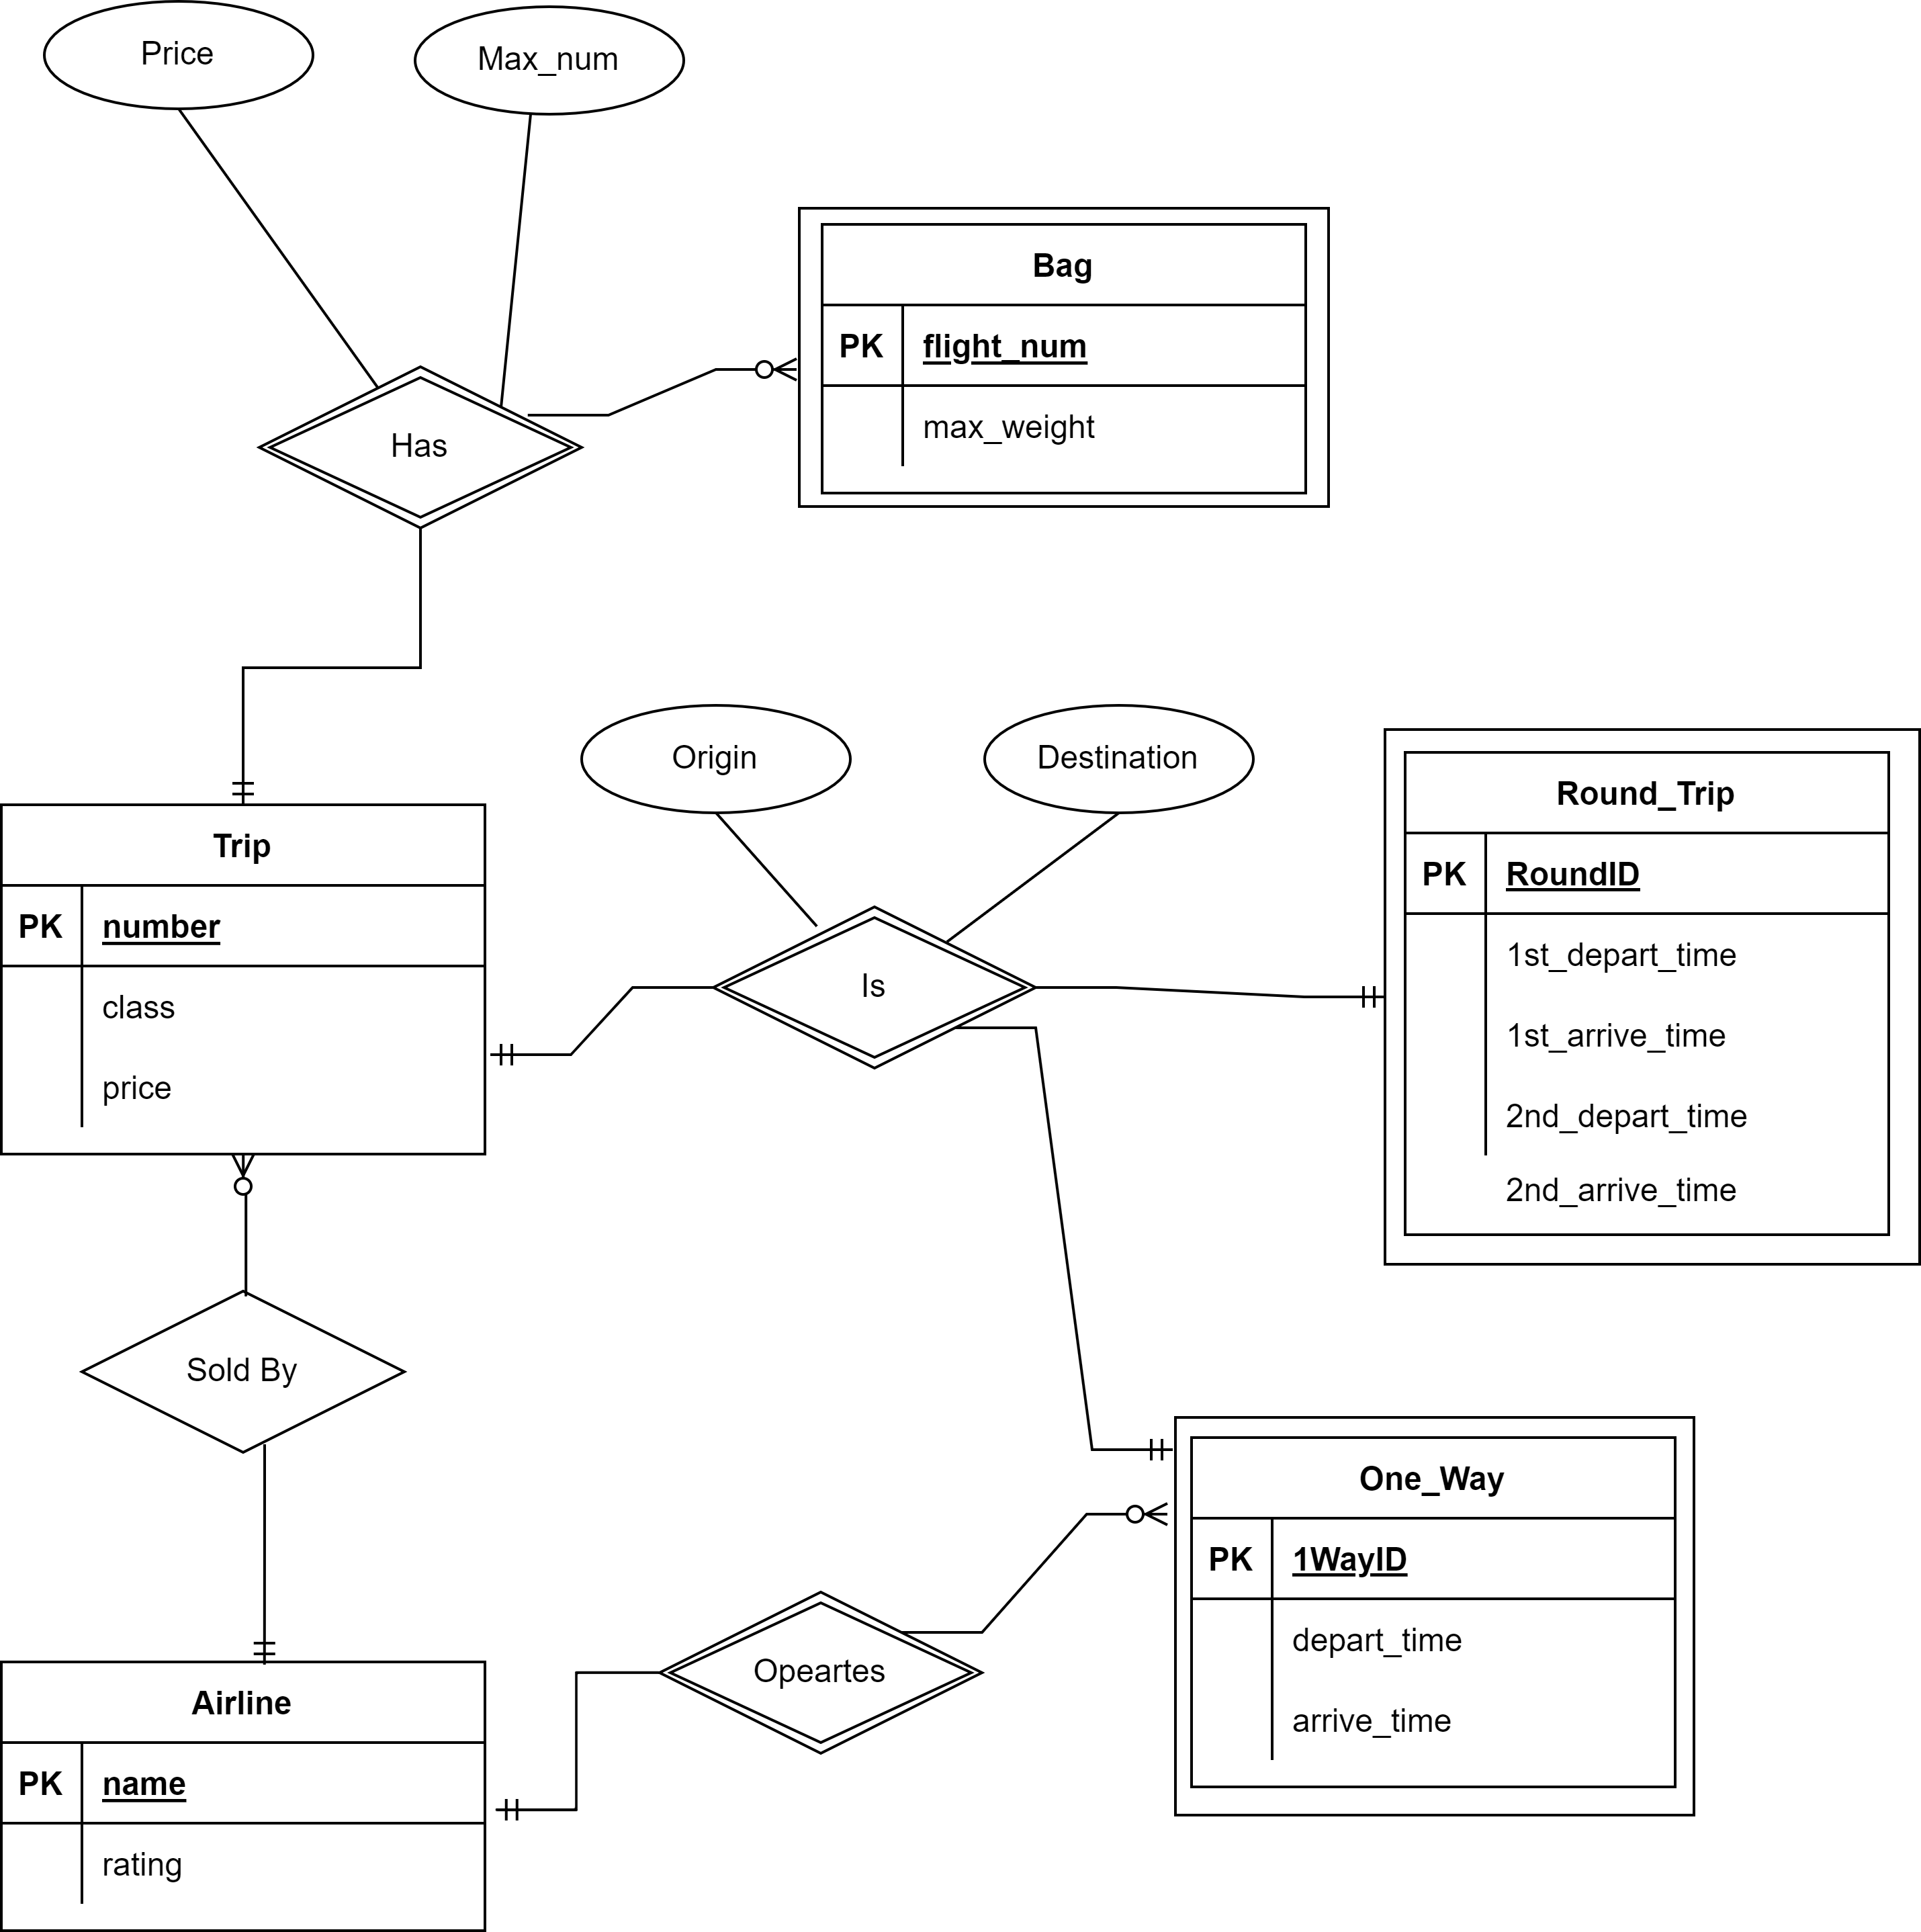 Price
Max_num
Bag
PK flight_num
max_weight
Has
Origin
Destination
Round_Trip
PK RoundID
1st_depart_time
1st_arrive_time
2nd_depart_time
2nd_arrive_time
Trip
PK number
class
price
Is
Sold By
One_Way
PK 1WayID
depart_time
arrive_time
Opeartes
Airline
PK name
rating